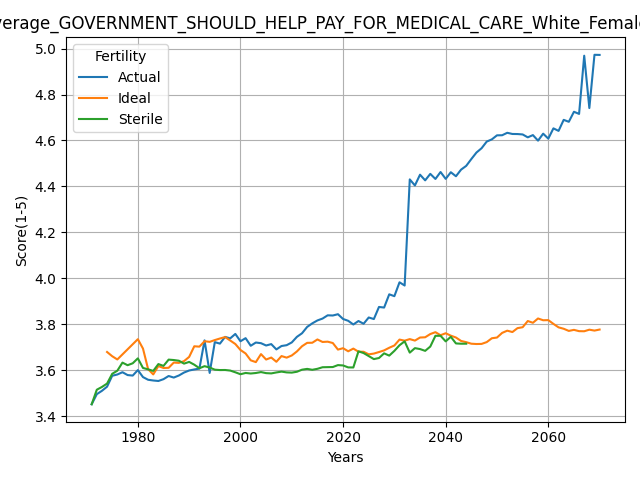 verage_GOVERNMENT_SHOULD_HELP_PAY_FOR_MEDICAL_CARE_White_Female
Fertility
Actual
Ideal
Sterile
5.0
4.8
4.6
4.4
4.2
4.0
3.8
3.6
3.4
Score(1-5)
1980
2000
2020
2040
2060
Years